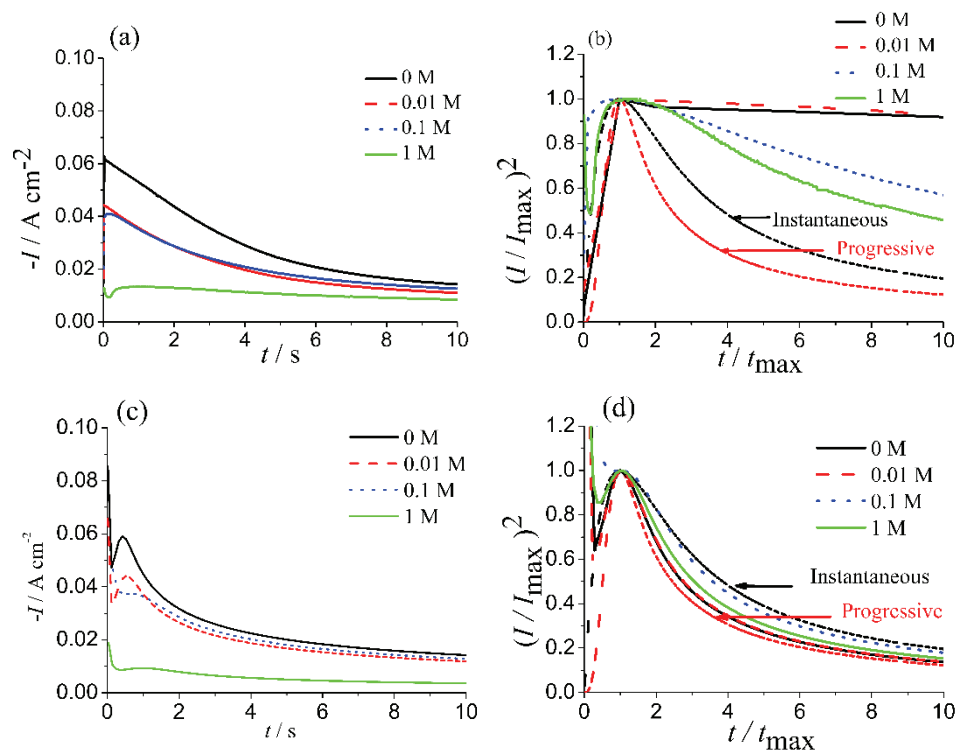 (a)
0 M
0.01 M
0.1 M
1 M
0.10
0.08
0.06
0.04
0.02
0.00
-I / A cm-2
0 2 4 6 8 10
t / s
(b)
0 M
0.01 M
0.1 M
1 M
1.2
1.0
0.8
0.6
0.4
0.2
0.0
(I / Imax )2
Instantaneous
Progressive
0 2 4 6 8 10
t / tmax
(c)
0 M
0.01 M
0.1 M
1 M
0.10
0.08
0.06
0.04
0.02
0.00
-I / A cm-2
0 2 4 6 8 10
t / s
(d)
0 M
0.01 M
0.1 M
1 M
1.2
1.0
0.8
0.6
0.4
0.2
0.0
(I / Imax )2
Instantaneous
Progressive
0 2 4 6 8 10
t / tmax